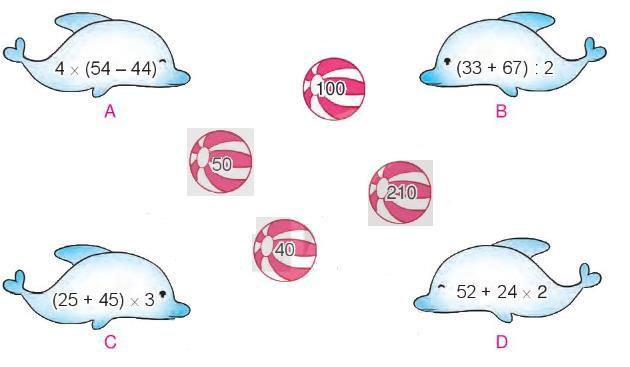 4 × (54 – 44)
A
100
(33 + 67) : 2
B
50
210
40
(25 + 45) × 3
C
52 + 24 × 2
D